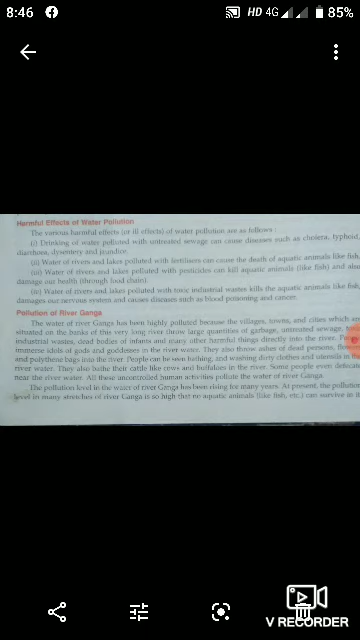 8:46
HD 4G 85%
Harmful Effects of Water Pollution
The various harmful effects (or ill effects) of water pollution are as follows :
(i) Drinking of water polluted with untreated sewage can cause diseases such as cholera, typhoid,
diarrhoea, dysentery and jaundice.
(ii) Water of rivers and lakes polluted with fertilisers can cause the death of aquatic animals like fish,
(iii) Water of rivers and lakes polluted with pesticides can kill aquatic animals (like fish) and also
damage our health (through food chain).
(iv) Water of rivers and lakes polluted with toxic industrial wastes kills the aquatic animals like fish,
damages our nervous system and causes diseases such as blood poisoning and cancer.
Pollution of River Ganga
The water of river Ganga has been highly polluted because the villages, towns, and cities which are
situated on the banks of this very long river throw large quantities of garbage, untreated sewage,
industrial wastes, dead bodies of infants and many other harmful things directly into the river.
immerse idols of gods and goddesses in the river water. They also throw ashes of dead persons,
and polythene bags into the river. People can be seen bathing, and washing dirty clothes and utensils in the
river water. They also bathe their cattle like cows and buffaloes in the river. Some people even defecate
near the river water. All these uncontrolled human activities pollute the water of river Ganga.
The pollution level in the water of river Ganga has been rising for many years. At present, the pollution
level in many stretches of river Ganga is so high that no aquatic animals (like fish, etc.) can survive in it
V RECORDER